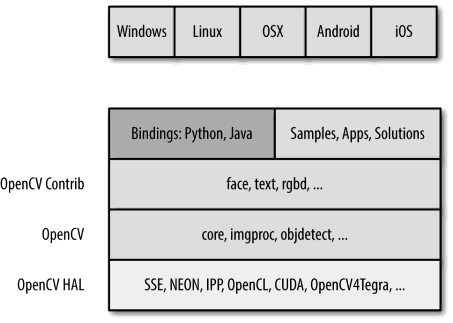 Windows Linux OSX Android iOS
Bindings: Python, Java Samples, Apps, Solutions
OpenCV Contrib face, text, rgbd, ...
OpenCV core, imgproc, objdetect, ...
OpenCV HAL SSE, NEON, IPP, OpenCL, CUDA, OpenCV4Tegra, ...